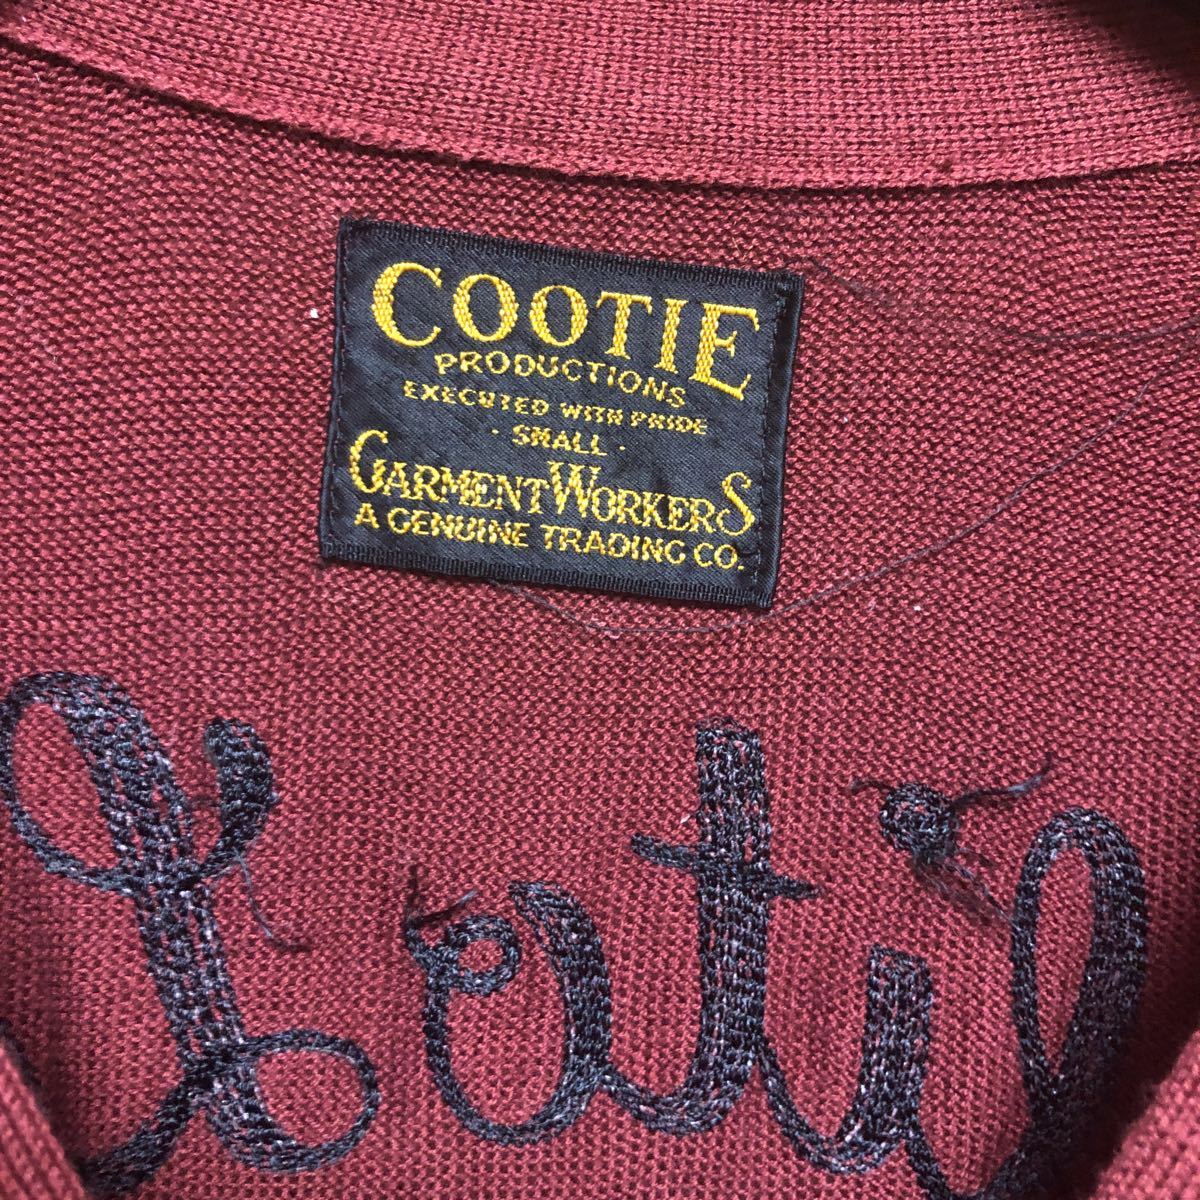 COOTIE
PRODUCTIONS
EXECUTED WITH PRIDE
· SMALL ·
GARMENT WORKERS
A GENUINE TRADING CO.